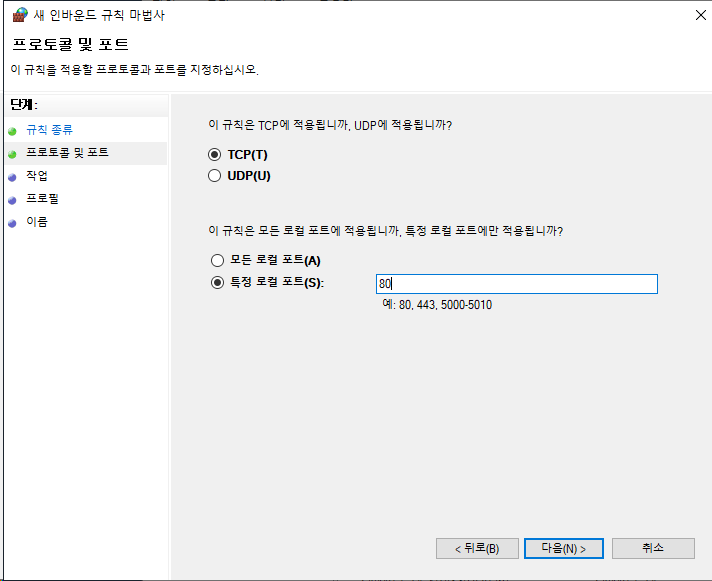 새 인바운드 규칙 마법사
프로토콜 및 포트
이 규칙을 적용할 프로토콜과 포트를 지정하십시오.
단계:
규칙 종류
프로토콜 및 포트
작업
프로필
이름
이 규칙은 TCP에 적용됩니까, UDP에 적용됩니까?
TCP(T)
UDP(U)
이 규칙은 모든 로컬 포트에 적용됩니까, 특정 로컬 포트에만 적용됩니까?
모든 로컬 포트(A)
특정 로컬 포트(S): 80
예: 80, 443, 5000-5010
< 뒤로(B) 다음(N) > 취소